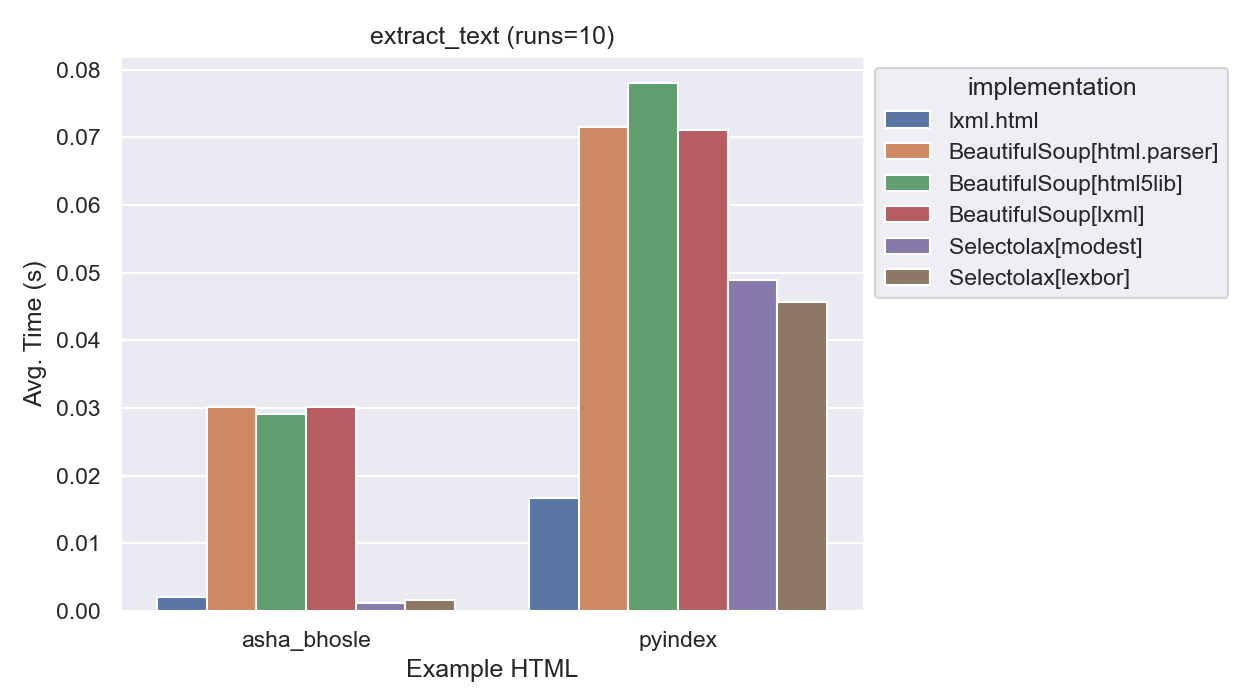 extract_text (runs=10)
0.08
0.07
0.06
0.05
0.04
0.03
0.02
0.01
0.00
Avg. Time (s)
asha_bhosle
pyindex
Example HTML
implementation
lxml.html
BeautifulSoup[html.parser]
BeautifulSoup[html5lib]
BeautifulSoup[lxml]
Selectolax[modest]
Selectolax[lexbor]